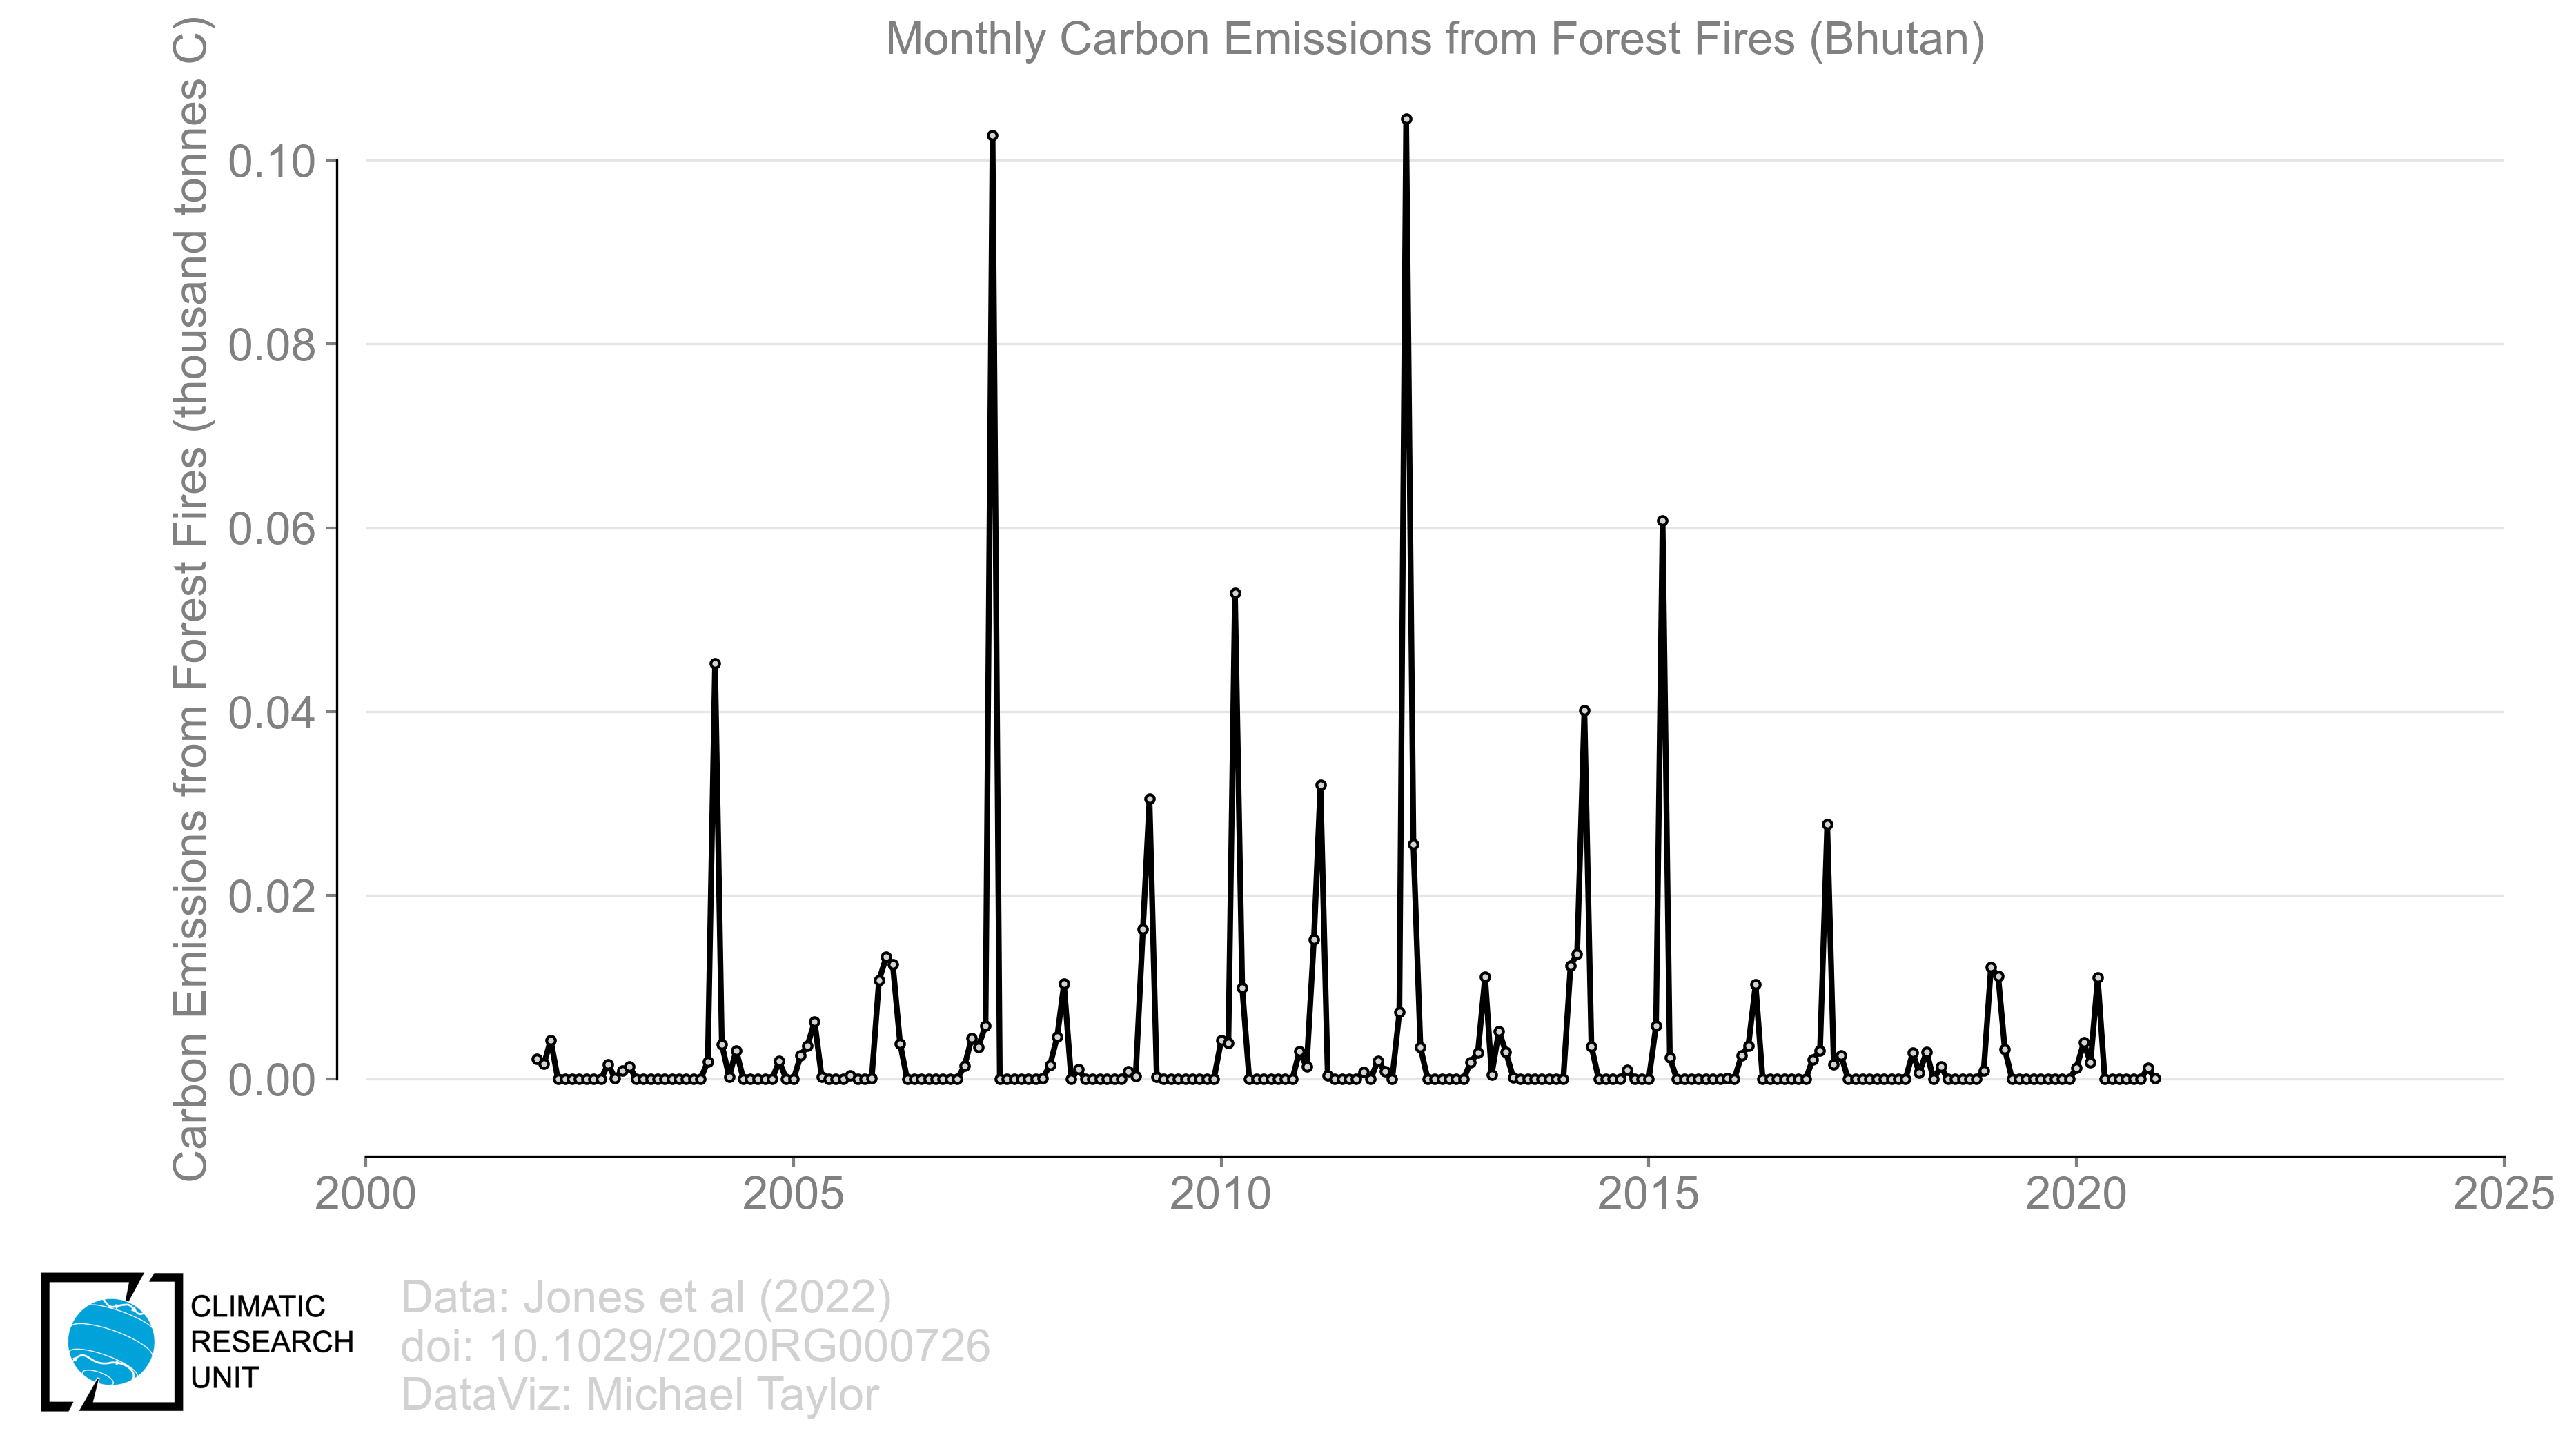 Monthly Carbon Emissions from Forest Fires (Bhutan)
Carbon Emissions from Forest Fires (thousand tonnes C)
0.10
0.08
0.06
0.04
0.02
0.00
2000
2005
2010
2015
2020
2025
CLIMATIC
RESEARCH
UNIT
Data: Jones et al (2022)
doi: 10.1029/2020RG000726
DataViz: Michael Taylor